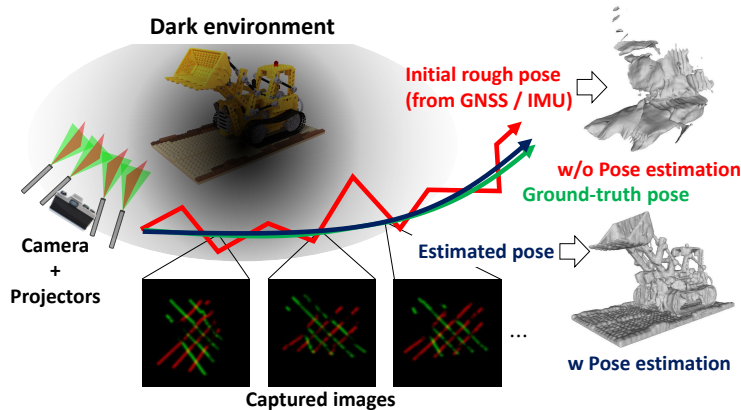 Dark environment
Initial rough pose
(from GNSS / IMU)
w/o Pose estimation
Ground-truth pose
Camera
+
Projectors
Estimated pose
...
w Pose estimation
Captured images